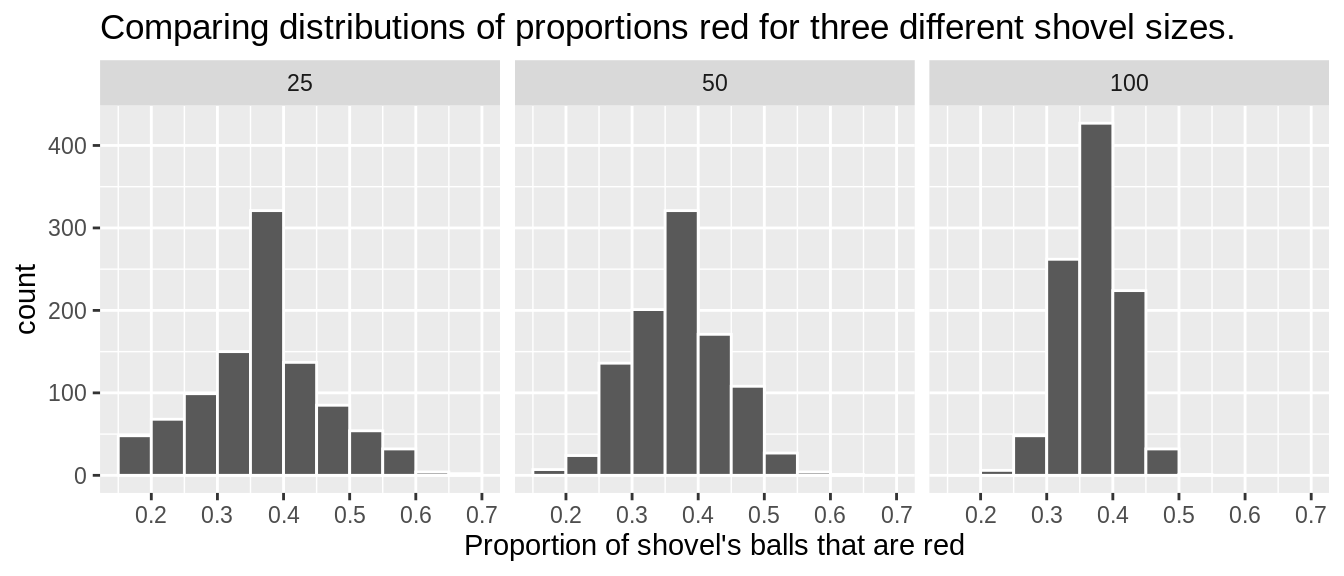 Comparing distributions of proportions red for three different shovel sizes.
25 50 100
count
400
300
200
100
0
0.2 0.3 0.4 0.5 0.6 0.7 0.2 0.3 0.4 0.5 0.6 0.7 0.2 0.3 0.4 0.5 0.6 0.7
Proportion of shovel's balls that are red